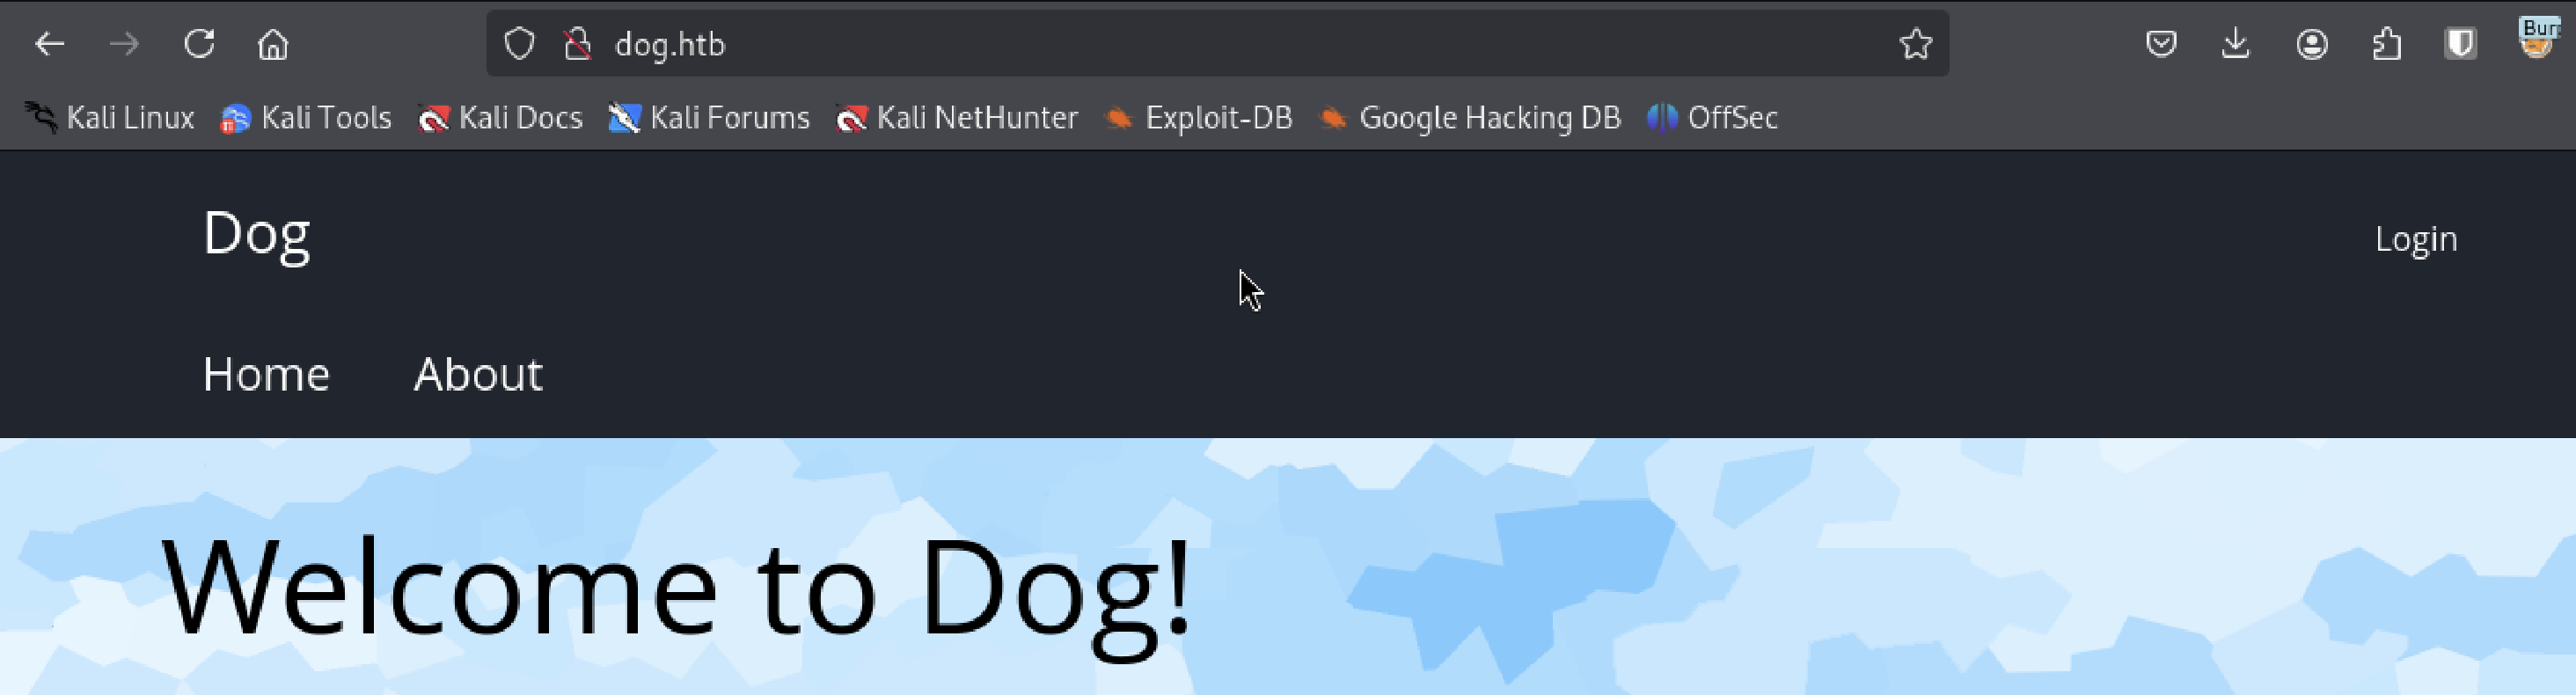 dog.htb
Bur
Kali Linux Kali Tools Kali Docs Kali Forums Kali NetHunter Exploit-DB Google Hacking DB OffSec
Dog
Login
Home About
Welcome to Dog!